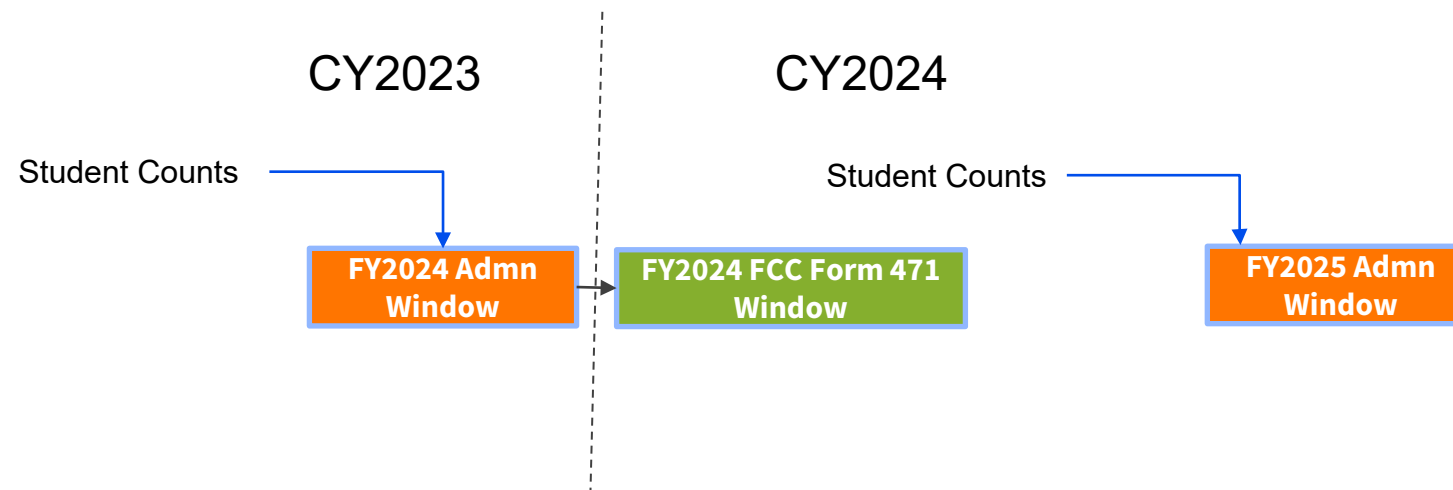 CY2023
CY2024
Student Counts
Student Counts
FY2024 Admn
Window
FY2024 FCC Form 471
Window
FY2025 Admn
Window